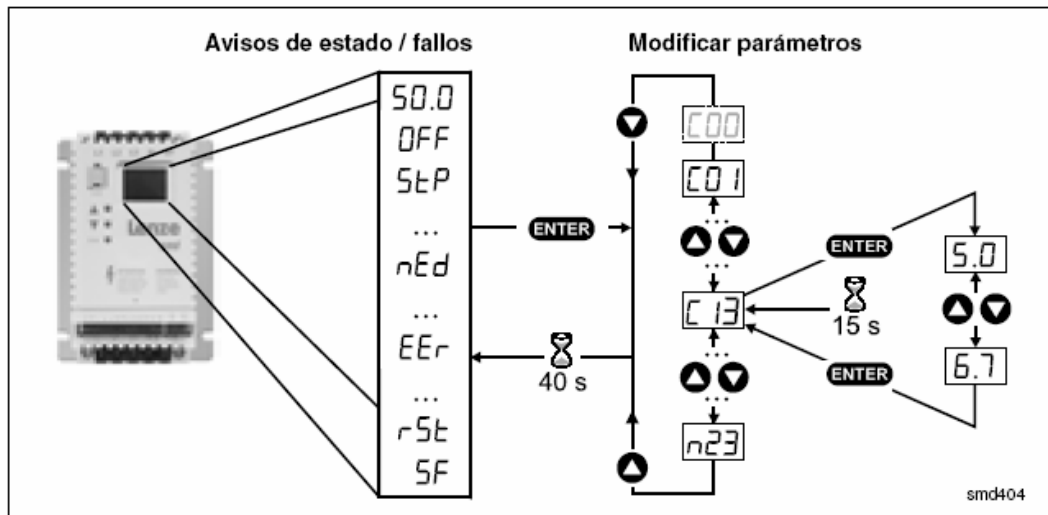 Avisos de estado / fallos
Modificar parámetros
50.0
OFF
StP
...
nEd
...
EEr
...
rSt
SF
Lenze
ENTER
40 s
C00
C01
...
...
C13
...
...
n23
ENTER
15 s
ENTER
5.0
6.7
smd404